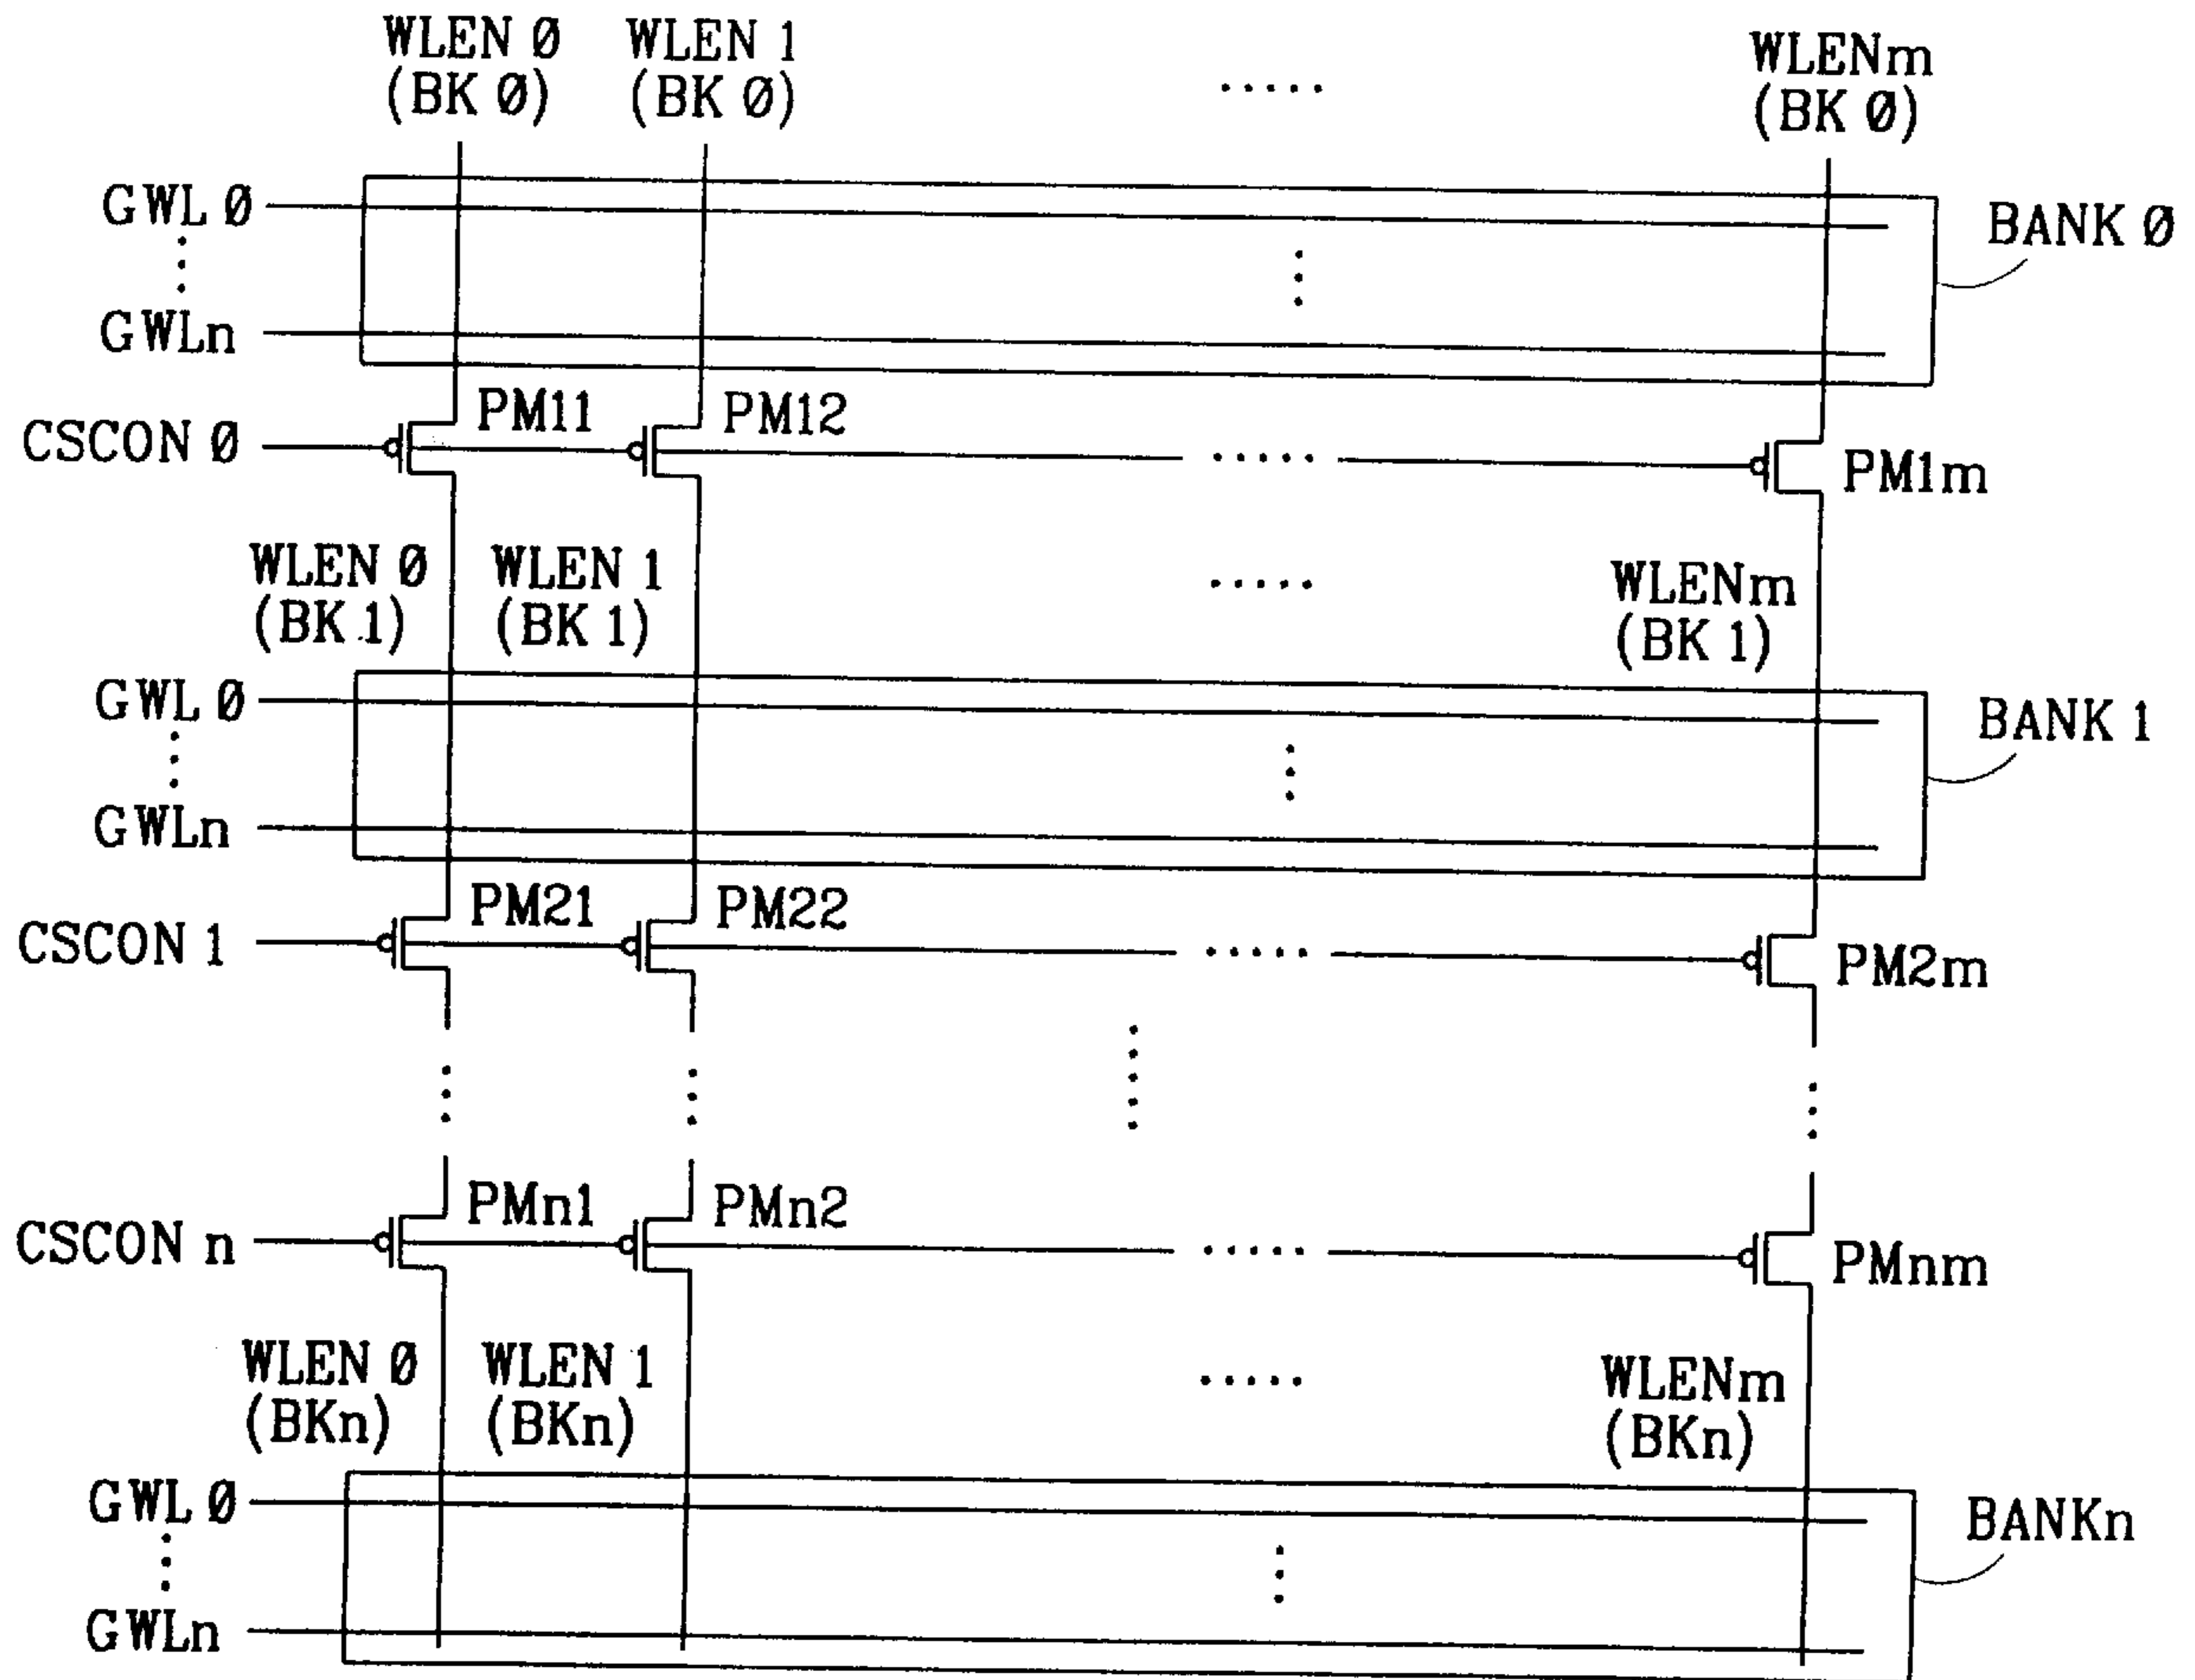 WLEN Ø
(BK Ø)
WLEN 1
(BK Ø)
.....
WLENm
(BK Ø)
GWL Ø
BANK Ø
GWLn
PM11
PM12
CSCON Ø
.....
PM1m
WLEN Ø
(BK 1)
WLEN 1
(BK 1)
.....
WLENm
(BK 1)
GWL Ø
BANK 1
GWLn
PM21
PM22
CSCON 1
.....
PM2m
PMn1
PMn2
CSCON n
.....
PMnm
WLEN Ø
(BKn)
WLEN 1
(BKn)
.....
WLENm
(BKn)
GWL Ø
BANKn
GWLn